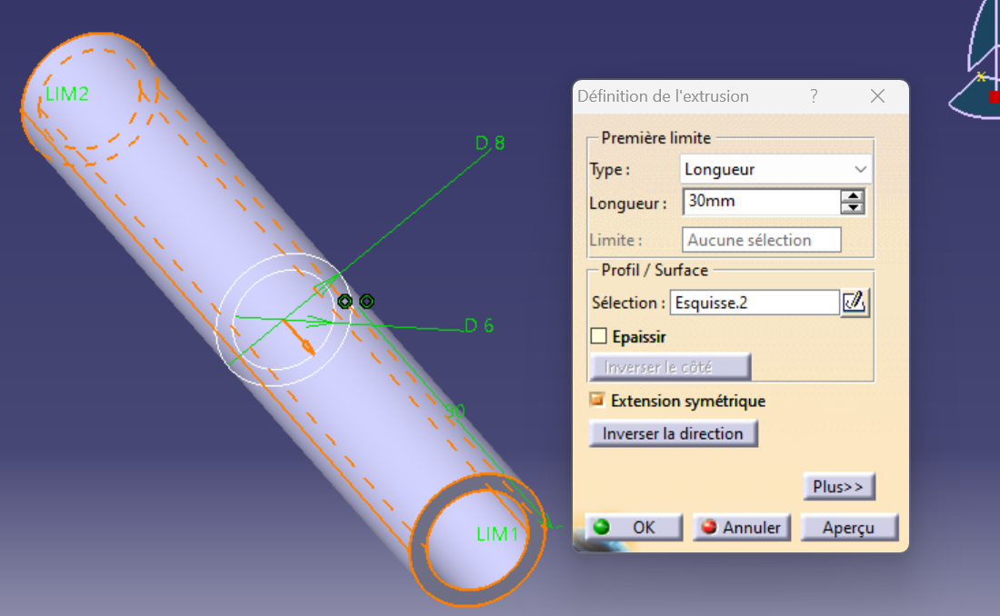 LIM2
D 8
D 6
30
LIM1
Définition de l'extrusion ?
Première limite
Type : Longueur
Longueur : 30mm
Limite : Aucune sélection
Profil / Surface
Sélection : Esquisse.2
Epaissir
Inverser le côté
Extension symétrique
Inverser la direction
Plus>>
OK Annuler Aperçu